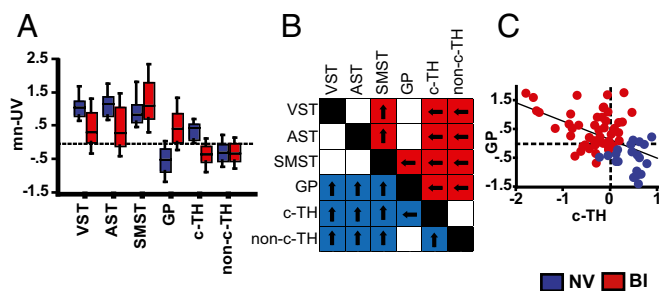 A
mn-UV
2.5
1.5
.5
-.5
-1.5
VST
AST
SMST
GP
c-TH
non-c-TH
B
VST
AST
SMST
GP
c-TH
non-c-TH
VST
AST
SMST
GP
c-TH
non-c-TH
C
GP
1.5
.5
-.5
-1.5
-2
-1
0
1
c-TH
NV
BI